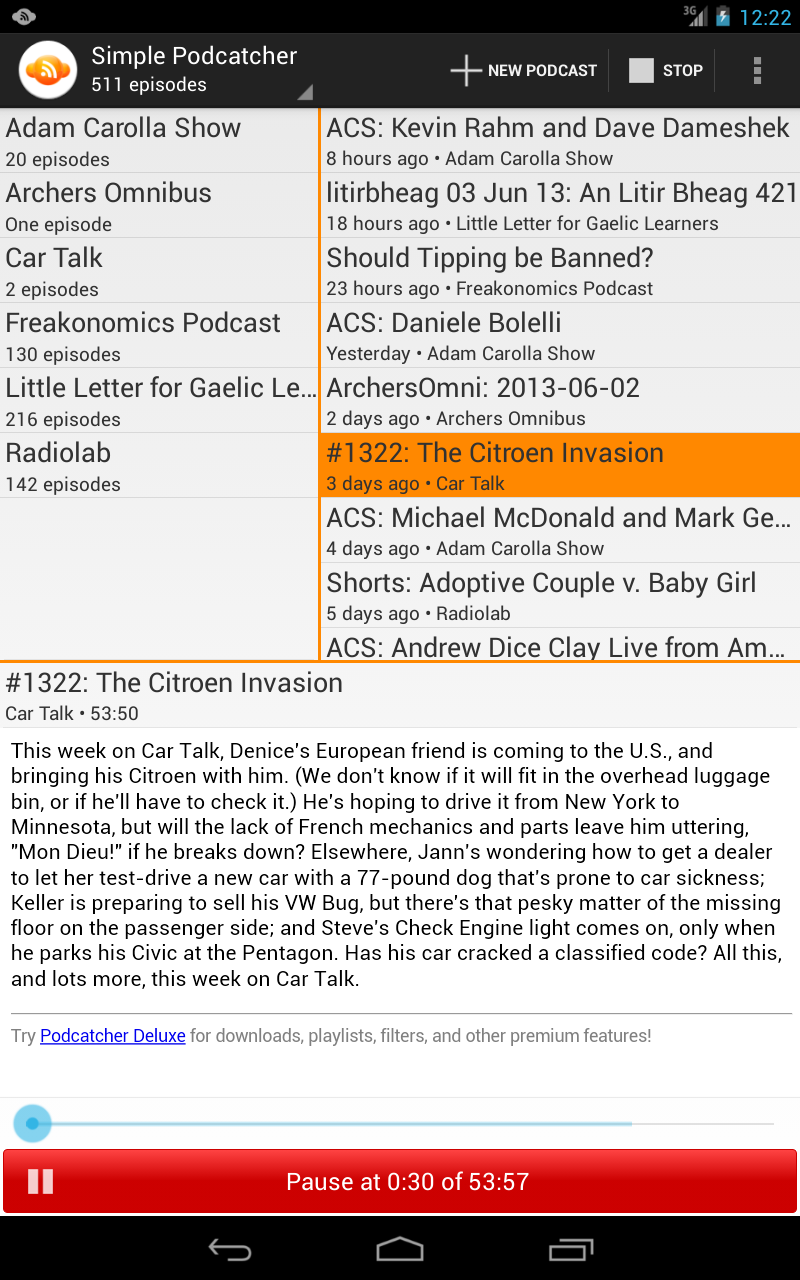 3G 12:22
Simple Podcatcher
511 episodes
NEW PODCAST
STOP
Adam Carolla Show
20 episodes
Archers Omnibus
One episode
Car Talk
2 episodes
Freakonomics Podcast
130 episodes
Little Letter for Gaelic Le...
216 episodes
Radiolab
142 episodes
ACS: Kevin Rahm and Dave Dameshek
8 hours ago • Adam Carolla Show
litirbheag 03 Jun 13: An Litir Bheag 421
18 hours ago • Little Letter for Gaelic Learners
Should Tipping be Banned?
23 hours ago • Freakonomics Podcast
ACS: Daniele Bolelli
Yesterday • Adam Carolla Show
ArchersOmni: 2013-06-02
2 days ago • Archers Omnibus
#1322: The Citroen Invasion
3 days ago • Car Talk
ACS: Michael McDonald and Mark Ge...
4 days ago • Adam Carolla Show
Shorts: Adoptive Couple v. Baby Girl
5 days ago • Radiolab
ACS: Andrew Dice Clay Live from Am...
#1322: The Citroen Invasion
Car Talk • 53:50
This week on Car Talk, Denice's European friend is coming to the U.S., and
bringing his Citroen with him. (We don't know if it will fit in the overhead luggage
bin, or if he'll have to check it.) He's hoping to drive it from New York to
Minnesota, but will the lack of French mechanics and parts leave him uttering,
"Mon Dieu!" if he breaks down? Elsewhere, Jann's wondering how to get a dealer
to let her test-drive a new car with a 77-pound dog that's prone to car sickness;
Keller is preparing to sell his VW Bug, but there's that pesky matter of the missing
floor on the passenger side; and Steve's Check Engine light comes on, only when
he parks his Civic at the Pentagon. Has his car cracked a classified code? All this,
and lots more, this week on Car Talk.
Try Podcatcher Deluxe for downloads, playlists, filters, and other premium features!
Pause at 0:30 of 53:57